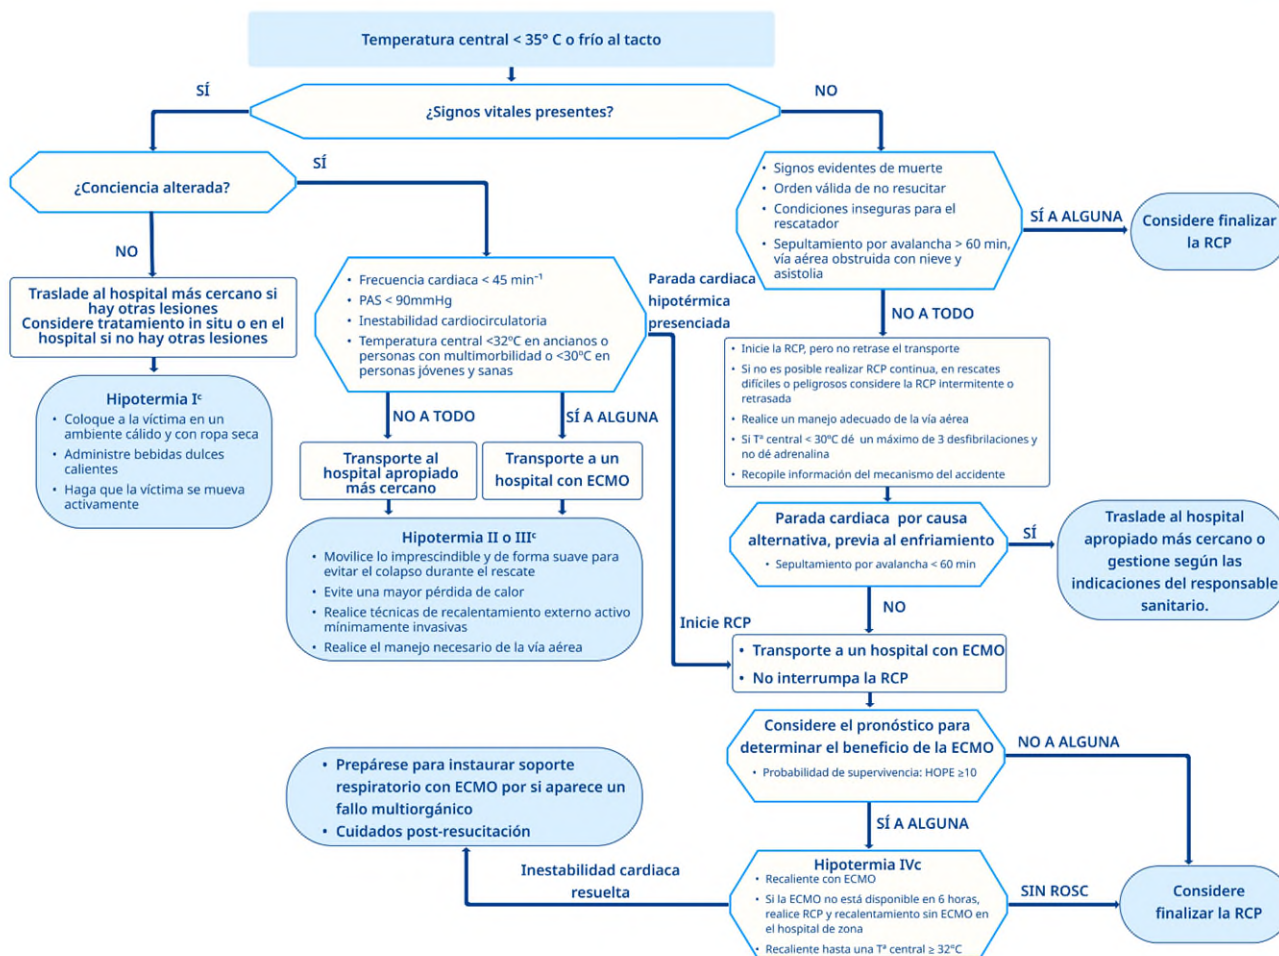 Temperatura central < 35° C o frío al tacto
SÍ
NO
¿Signos vitales presentes?
¿Conciencia alterada?
SÍ
NO
Traslade al hospital más cercano si
hay otras lesiones
Considere tratamiento in situ o en el
hospital si no hay otras lesiones
Hipotermia Iᶜ
• Coloque a la víctima en un
ambiente cálido y con ropa seca
• Administre bebidas dulces
calientes
• Haga que la víctima se mueva
activamente
• Frecuencia cardiaca < 45 min⁻¹
• PAS < 90mmHg
• Inestabilidad cardiocirculatoria
• Temperatura central <32ºC en ancianos o
personas con multimorbilidad o <30ºC en
personas jóvenes y sanas
NO A TODO
SÍ A ALGUNA
Transporte al
hospital apropiado
más cercano
Transporte a un
hospital con ECMO
Hipotermia II o IIIᶜ
• Movilice lo imprescindible y de forma suave para
evitar el colapso durante el rescate
• Evite una mayor pérdida de calor
• Realice técnicas de recalentamiento externo activo
mínimamente invasivas
• Realice el manejo necesario de la vía aérea
Parada cardiaca
hipotérmica
presenciada
Inicie RCP
• Signos evidentes de muerte
• Orden válida de no resucitar
• Condiciones inseguras para el
rescatador
• Sepultamiento por avalancha > 60 min,
vía aérea obstruida con nieve y
asistolia
SÍ A ALGUNA
Considere finalizar
la RCP
NO A TODO
• Inicie la RCP, pero no retrase el transporte
• Si no es posible realizar RCP continua, en rescates
difíciles o peligrosos considere la RCP intermitente o
retrasada
• Realice un manejo adecuado de la vía aérea
• Si Tª central < 30ºC dé un máximo de 3 desfibrilaciones y
no dé adrenalina
• Recopile información del mecanismo del accidente
Parada cardiaca por causa
alternativa, previa al enfriamiento
• Sepultamiento por avalancha < 60 min
SÍ
Traslade al hospital
apropiado más cercano o
gestione según las
indicaciones del responsable
sanitario.
NO
• Transporte a un hospital con ECMO
• No interrumpa la RCP
Considere el pronóstico para
determinar el beneficio de la ECMO
• Probabilidad de supervivencia: HOPE ≥10
NO A ALGUNA
SÍ A ALGUNA
Hipotermia IVc
• Recaliente con ECMO
• Si la ECMO no está disponible en 6 horas,
realice RCP y recalentamiento sin ECMO en
el hospital de zona
• Recaliente hasta una Tª central ≥ 32°C
SIN ROSC
Considere
finalizar la RCP
Inestabilidad cardiaca
resuelta
• Prepárese para instaurar soporte
respiratorio con ECMO por si aparece un
fallo multiorgánico
• Cuidados post-resucitación